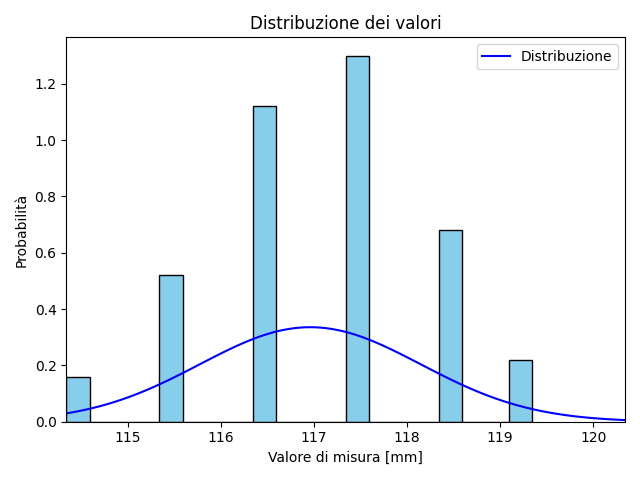 Distribuzione dei valori
Distribuzione
Probabilità
1.2
1.0
0.8
0.6
0.4
0.2
0.0
115 116 117 118 119 120
Valore di misura [mm]